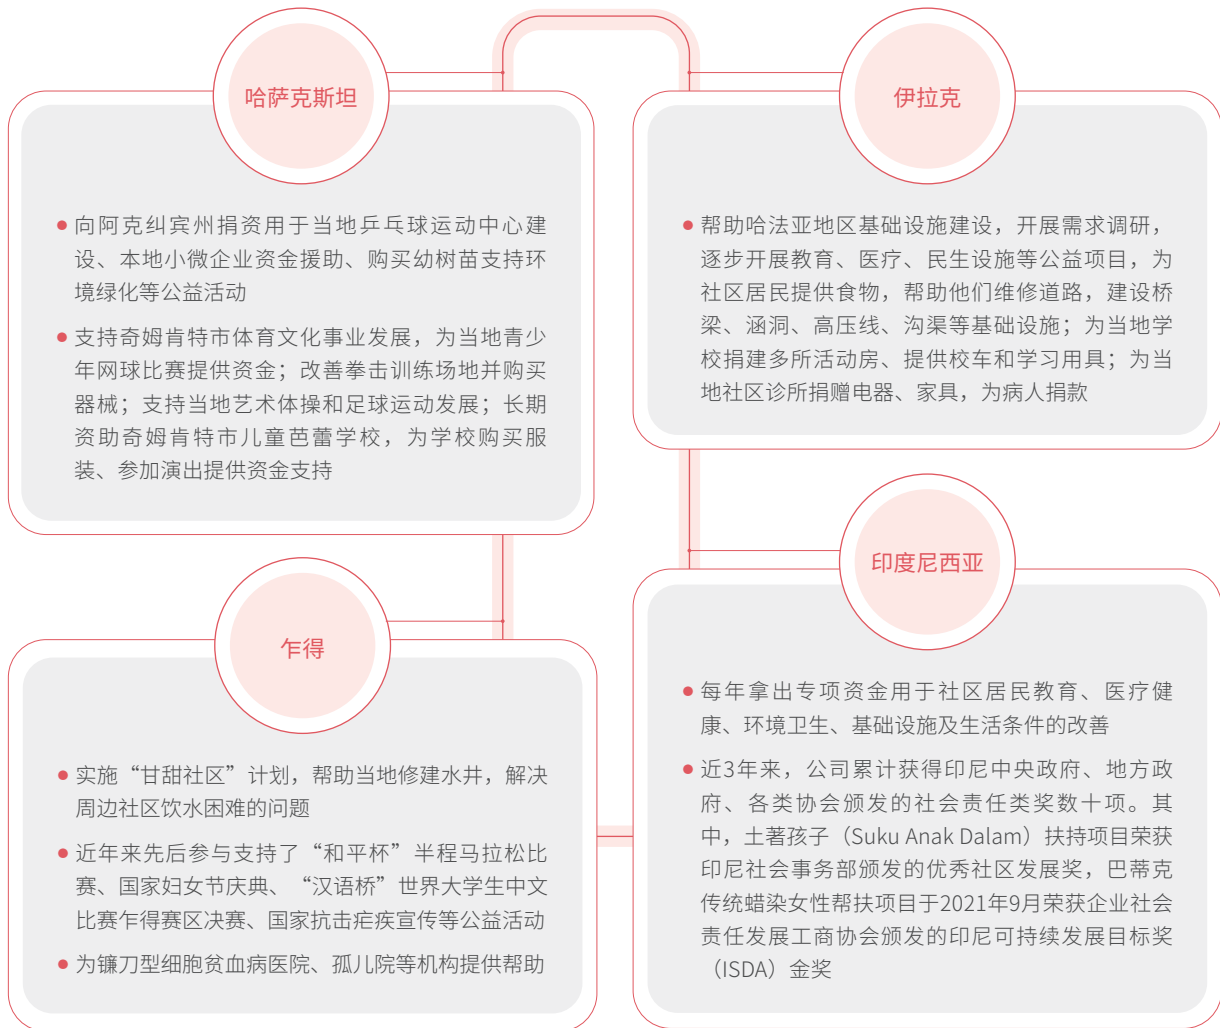 哈萨克斯坦
向阿克纠宾州捐资用于当地乒乓球运动中心建
设、本地小微企业资金援助、购买幼树苗支持环
境绿化等公益活动
支持奇姆肯特市体育文化事业发展，为当地青少
年网球比赛提供资金；改善拳击训练场地并购买
器械；支持当地艺术体操和足球运动发展；长期
资助奇姆肯特市儿童芭蕾学校，为学校购买服
装、参加演出提供资金支持
伊拉克
帮助哈法亚地区基础设施建设，开展需求调研，
逐步开展教育、医疗、民生设施等公益项目，为
社区居民提供食物，帮助他们维修道路，建设桥
梁、涵洞、高压线、沟渠等基础设施；为当地学
校捐建多所活动房、提供校车和学习用具；为当
地社区诊所捐赠电器、家具，为病人捐款
乍得
实施“甘甜社区”计划，帮助当地修建水井，解决
周边社区饮水困难的问题
近年来先后参与支持了“和平杯”半程马拉松比
赛、国家妇女节庆典、“汉语桥”世界大学生中文
比赛乍得赛区决赛、国家抗击疟疾宣传等公益活动
为镰刀型细胞贫血病医院、孤儿院等机构提供帮助
印度尼西亚
每年拿出专项资金用于社区居民教育、医疗健
康、环境卫生、基础设施及生活条件的改善
近3年来，公司累计获得印尼中央政府、地方政
府、各类协会颁发的社会责任类奖数十项。其
中，土著孩子（Suku Anak Dalam）扶持项目荣获
印尼社会事务部颁发的优秀社区发展奖，巴蒂克
传统蜡染女性帮扶项目于2021年9月荣获企业社会
责任发展工商协会颁发的印尼可持续发展目标奖
（ISDA）金奖